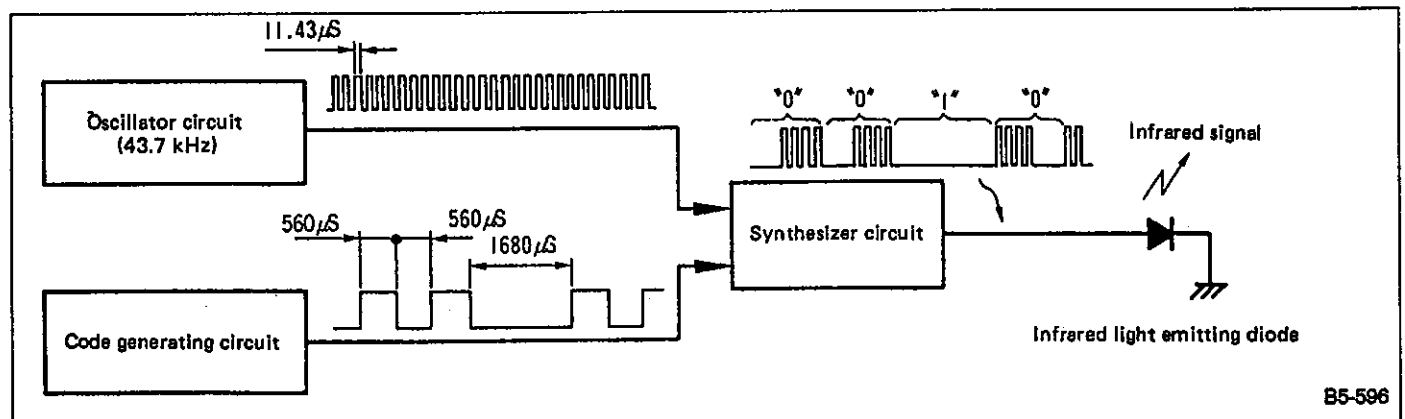 11.43µS
Oscillator circuit
(43.7 kHz)
"0" "0" "1" "0"
Infrared signal
560µS 560µS
1680µS
Synthesizer circuit
Code generating circuit
Infrared light emitting diode
B5-596